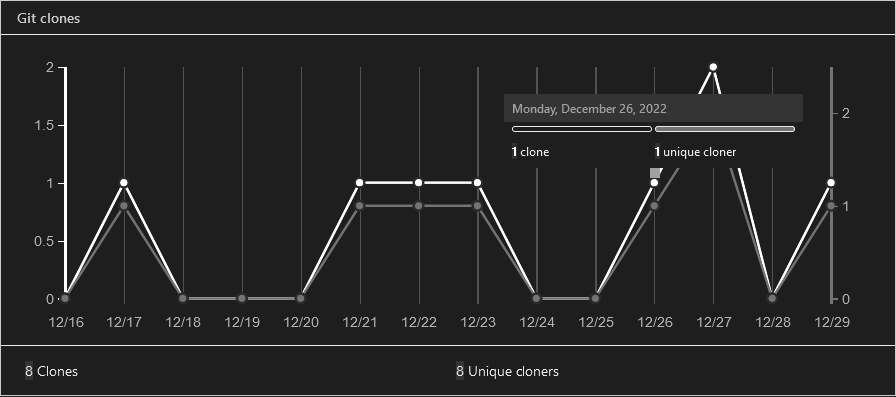 Git clones
2
1.5
1
0.5
0
2
1
0
Monday, December 26, 2022
1 clone 1 unique cloner
12/16 12/17 12/18 12/19 12/20 12/21 12/22 12/23 12/24 12/25 12/26 12/27 12/28 12/29
8 Clones 8 Unique cloners